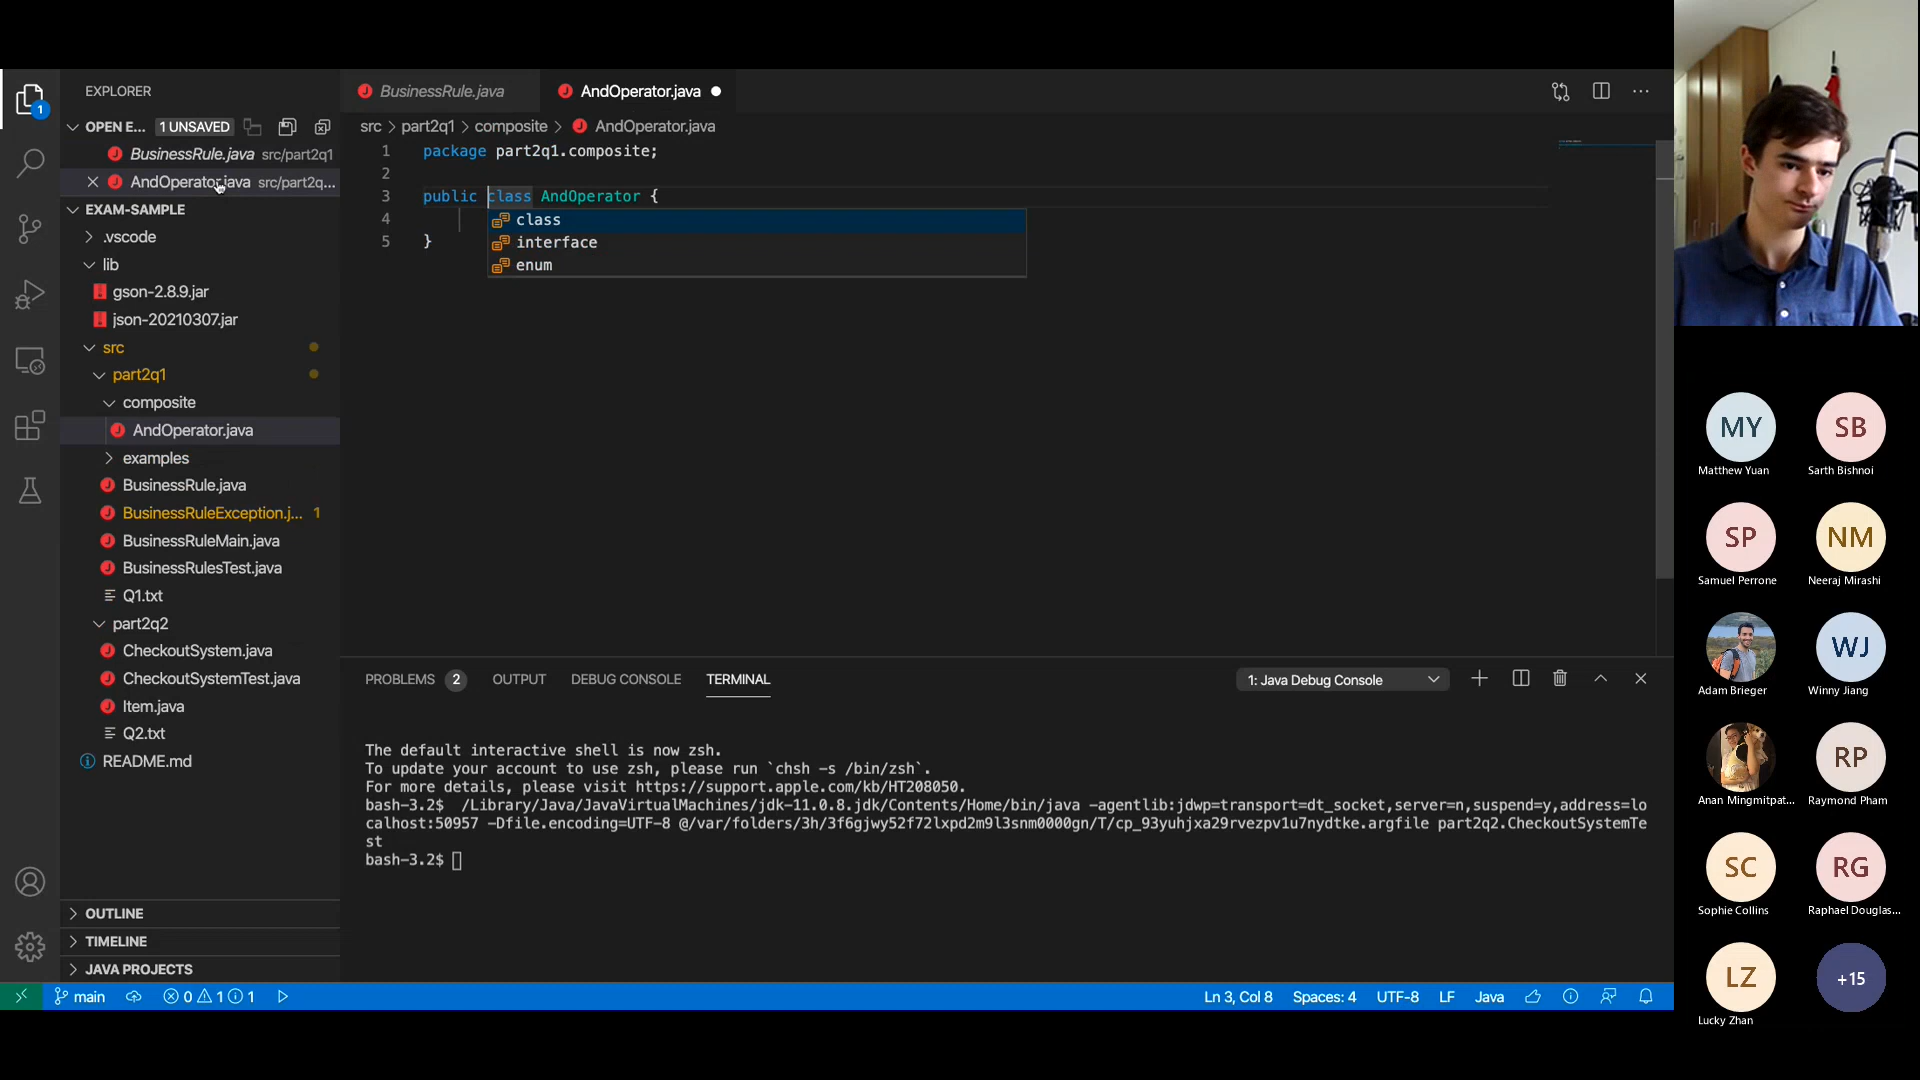 EXPLORER
OPEN E... 1 UNSAVED
BusinessRule.java src/part2q1
AndOperator.java src/part2q...
EXAM-SAMPLE
.vscode
lib
gson-2.8.9.jar
json-20210307.jar
src
part2q1
composite
AndOperator.java
examples
BusinessRule.java
BusinessRuleException.j... 1
BusinessRuleMain.java
BusinessRulesTest.java
Q1.txt
part2q2
CheckoutSystem.java
CheckoutSystemTest.java
Item.java
Q2.txt
README.md
OUTLINE
TIMELINE
JAVA PROJECTS
1
BusinessRule.java AndOperator.java
src > part2q1 > composite > AndOperator.java
1 package part2q1.composite;
2
3 public class AndOperator {
4
5 }
class
interface
enum
PROBLEMS 2 OUTPUT DEBUG CONSOLE TERMINAL 1: Java Debug Console
The default interactive shell is now zsh.
To update your account to use zsh, please run `chsh -s /bin/zsh`.
For more details, please visit https://support.apple.com/kb/HT208050.
bash-3.2$  /Library/Java/JavaVirtualMachines/jdk-11.0.8.jdk/Contents/Home/bin/java -agentlib:jdwp=transport=dt_socket,server=n,suspend=y,address=lo
calhost:50957 -Dfile.encoding=UTF-8 @/var/folders/3h/3f6gjwy52f72lxpd2m9l3snm0000gn/T/cp_93yuhjxa29rvezpv1u7nydtke.argfile part2q2.CheckoutSystemTe
st
bash-3.2$
main 0 1 1 Ln 3, Col 8 Spaces: 4 UTF-8 LF Java
MY SB
Matthew Yuan Sarth Bishnoi
SP NM
Samuel Perrone Neeraj Mirashi
WJ
Adam Brieger Winny Jiang
RP
Anan Mingmitpat... Raymond Pham
SC RG
Sophie Collins Raphael Douglas...
LZ +15
Lucky Zhan